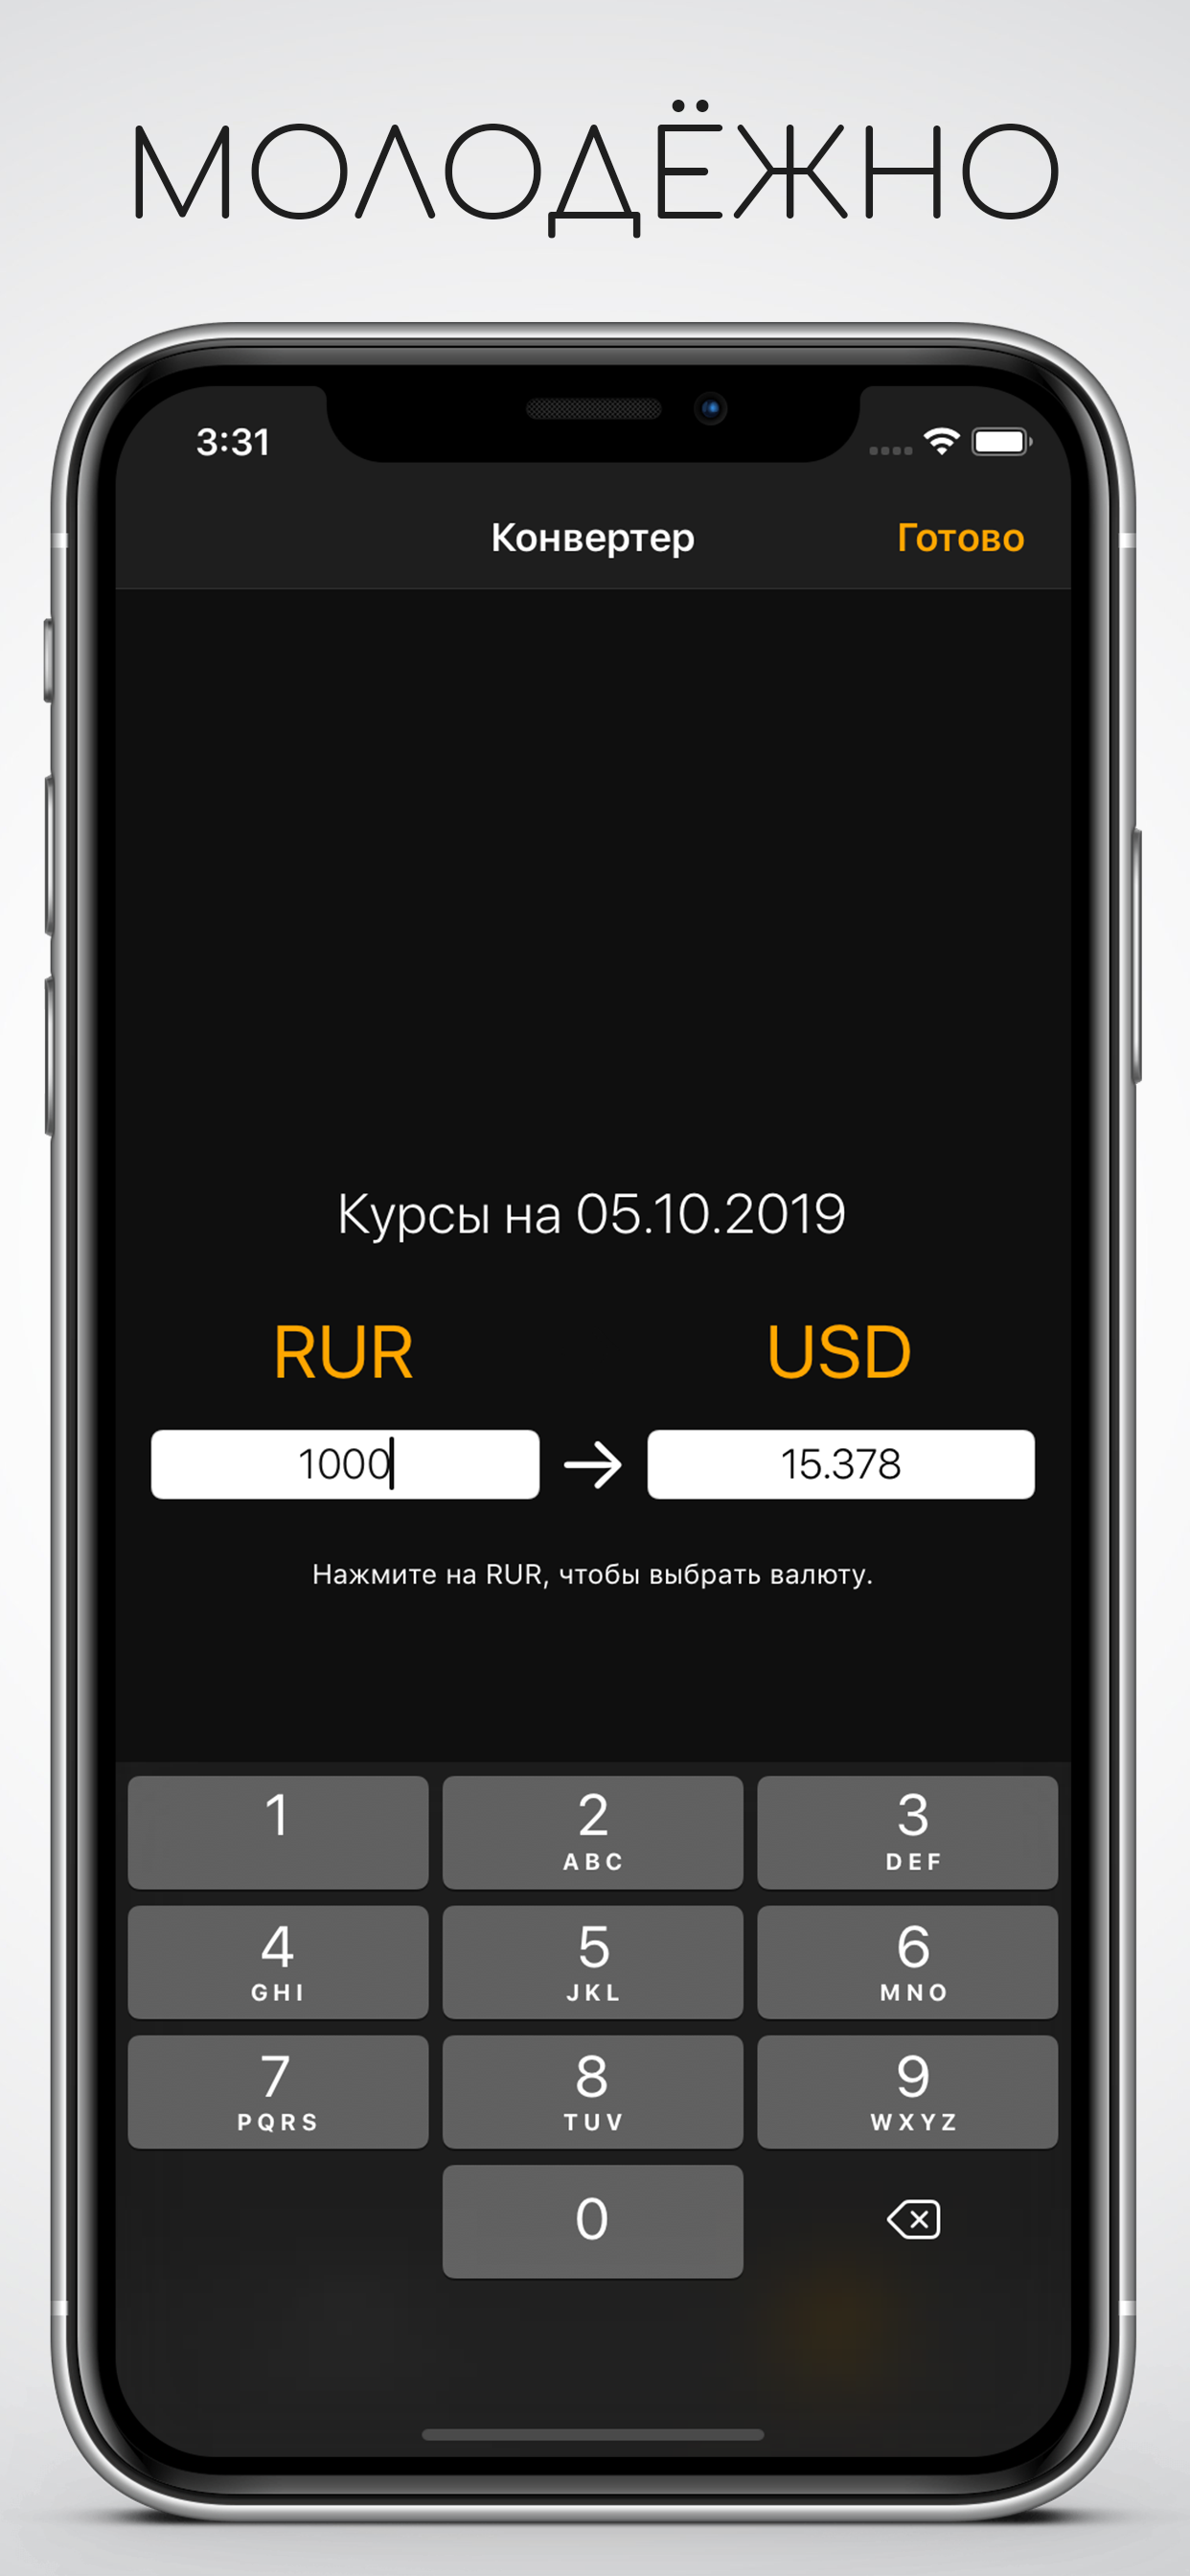 МОЛОДЁЖНО
3:31
Конвертер Готово
Курсы на 05.10.2019
RUR USD
1000 → 15.378
Нажмите на RUR, чтобы выбрать валюту.
1 2 3
ABC DEF
4 5 6
GHI JKL MNO
7 8 9
PQRS TUV WXYZ
0